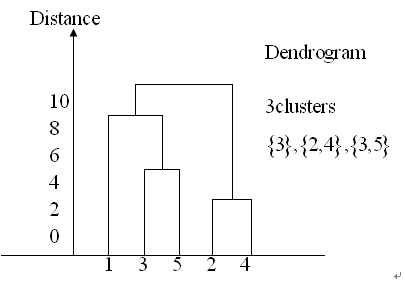 Distance
Dendrogram
10
3clusters
8
{3},{2,4},{3,5}
6
4
2
0
1 3 5 2 4